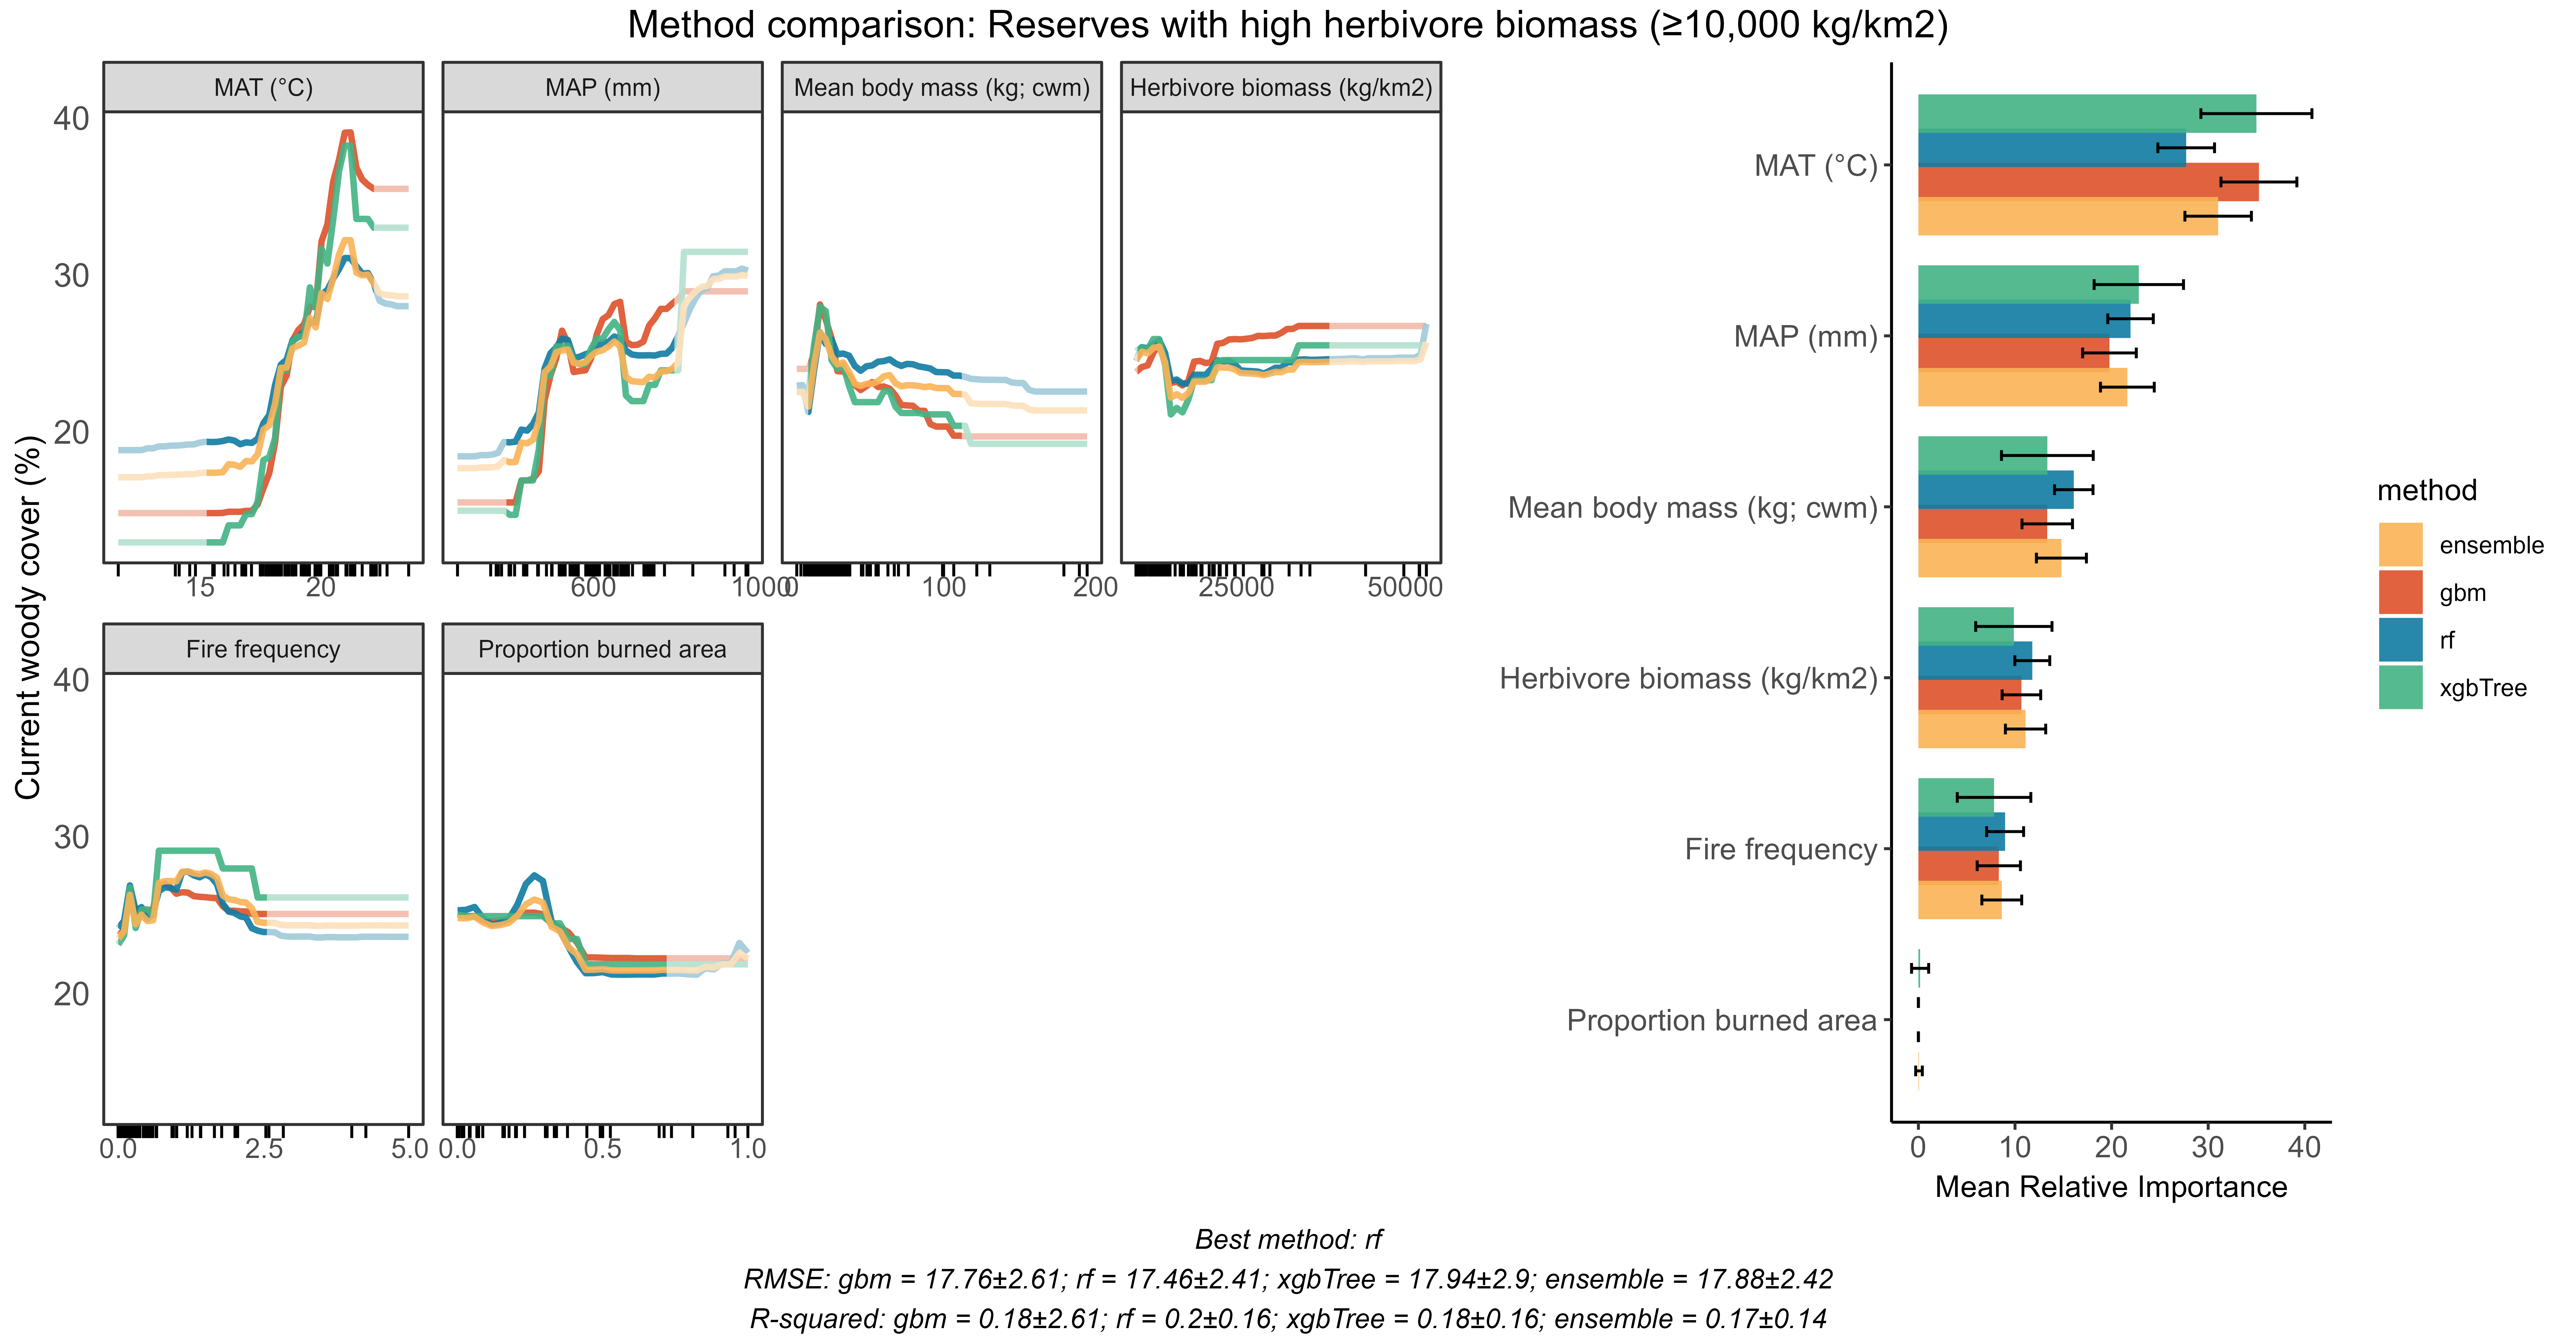 Method comparison: Reserves with high herbivore biomass (≥10,000 kg/km2)
Current woody cover (%)
MAT (°C)
MAP (mm)
Mean body mass (kg; cwm)
Herbivore biomass (kg/km2)
40
30
20
15 20
600 1000
0 100 200
25000 50000
Fire frequency
Proportion burned area
40
30
20
0.0 2.5 5.0
0.0 0.5 1.0
MAT (°C)
MAP (mm)
Mean body mass (kg; cwm)
Herbivore biomass (kg/km2)
Fire frequency
Proportion burned area
0 10 20 30 40
Mean Relative Importance
method
ensemble
gbm
rf
xgbTree
Best method: rf
RMSE: gbm = 17.76±2.61; rf = 17.46±2.41; xgbTree = 17.94±2.9; ensemble = 17.88±2.42
R-squared: gbm = 0.18±2.61; rf = 0.2±0.16; xgbTree = 0.18±0.16; ensemble = 0.17±0.14